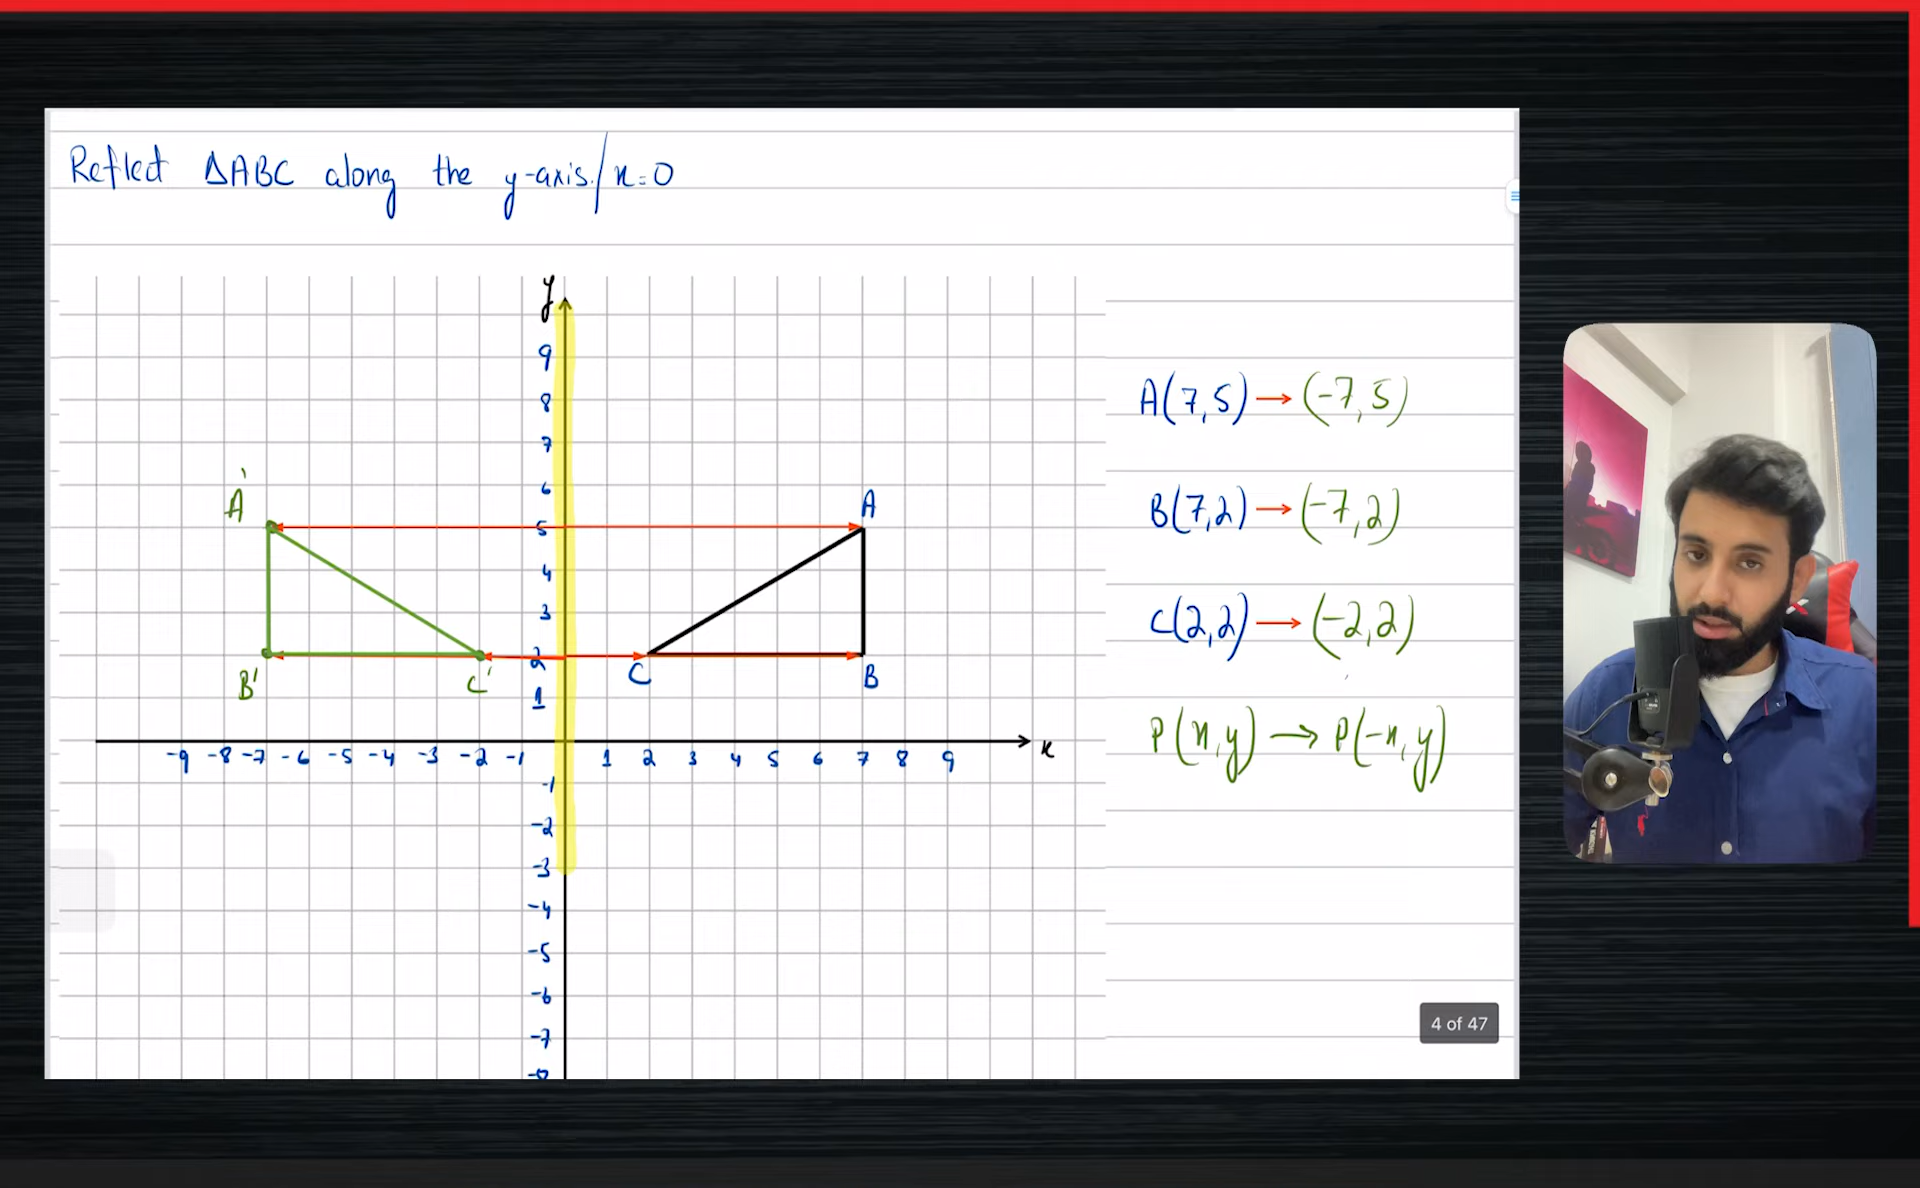 Reflect ΔABC along the y-axis./x=0
y
9
8
7
6
5
4
3
2
1
A'
A
B'
C'
C
B
-9 -8 -7 -6 -5 -4 -3 -2 -1 1 2 3 4 5 6 7 8 9 x
-1
-2
-3
-4
-5
-6
-7
-8
A(7,5) → (-7,5)
B(7,2) → (-7,2)
C(2,2) → (-2,2)
P(x,y) → P(-x,y)
4 of 47